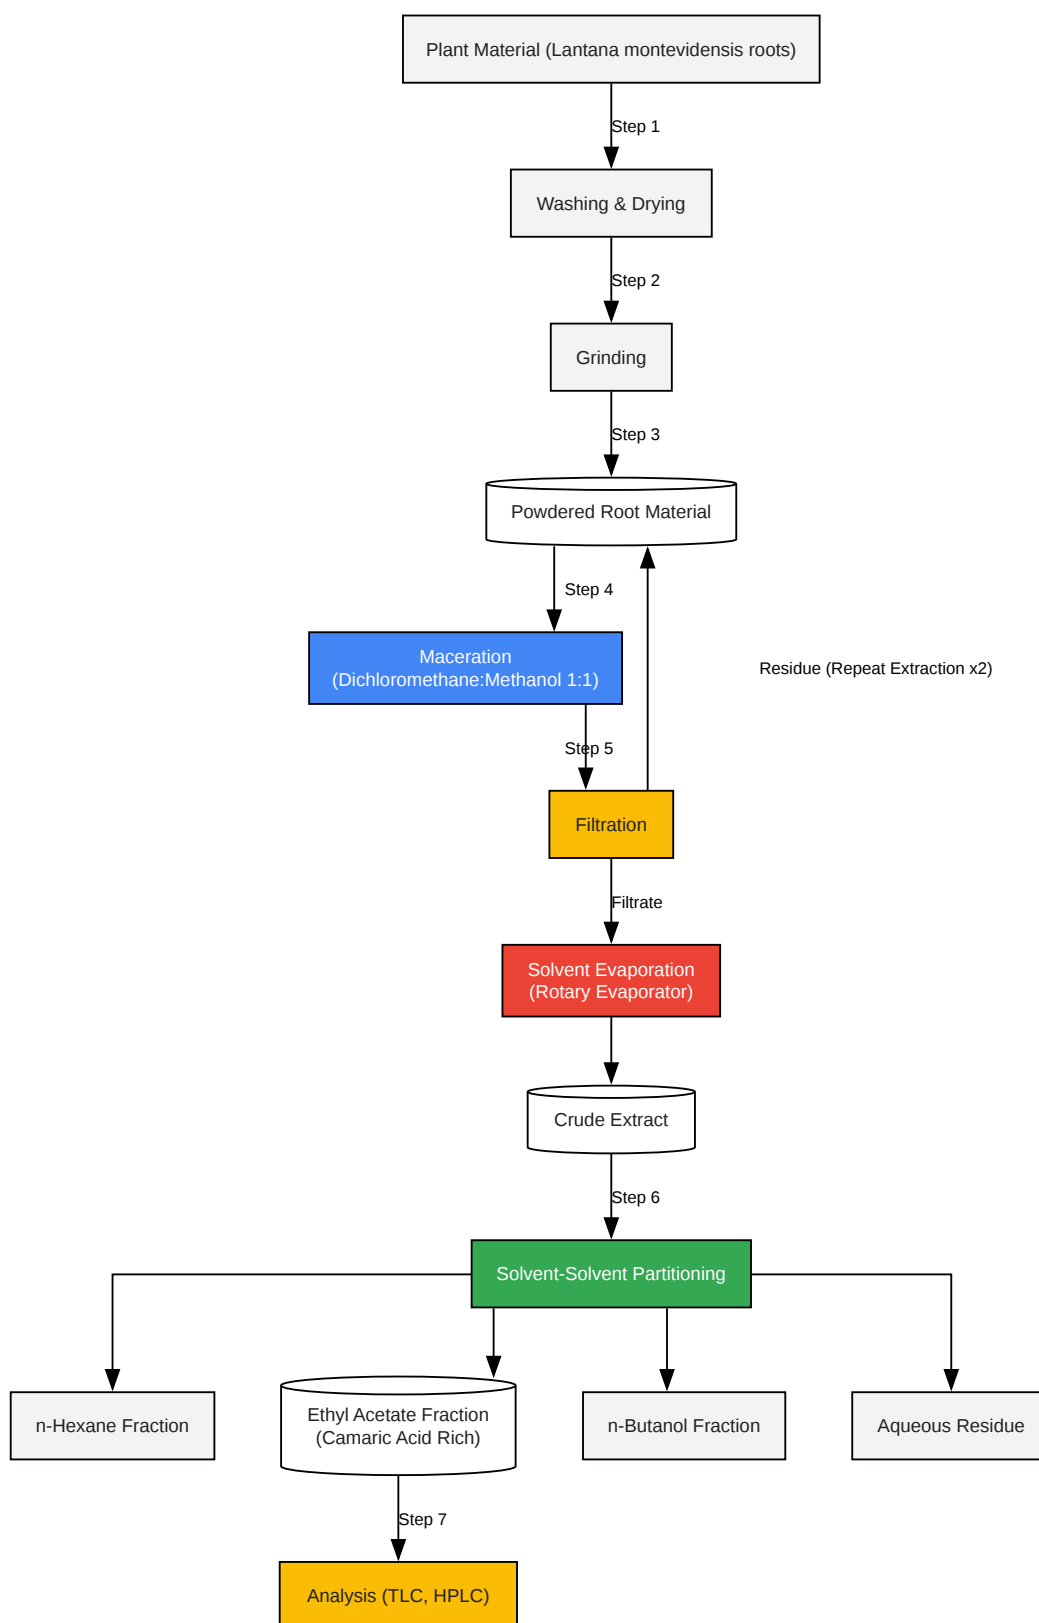 Plant Material (Lantana montevidensis roots)
Step 1
Washing & Drying
Step 2
Grinding
Step 3
Powdered Root Material
Step 4
Maceration
(Dichloromethane:Methanol 1:1)
Residue (Repeat Extraction x2)
Step 5
Filtration
Filtrate
Solvent Evaporation
(Rotary Evaporator)
Crude Extract
Step 6
Solvent-Solvent Partitioning
n-Hexane Fraction
Ethyl Acetate Fraction
(Camaric Acid Rich)
n-Butanol Fraction
Aqueous Residue
Step 7
Analysis (TLC, HPLC)